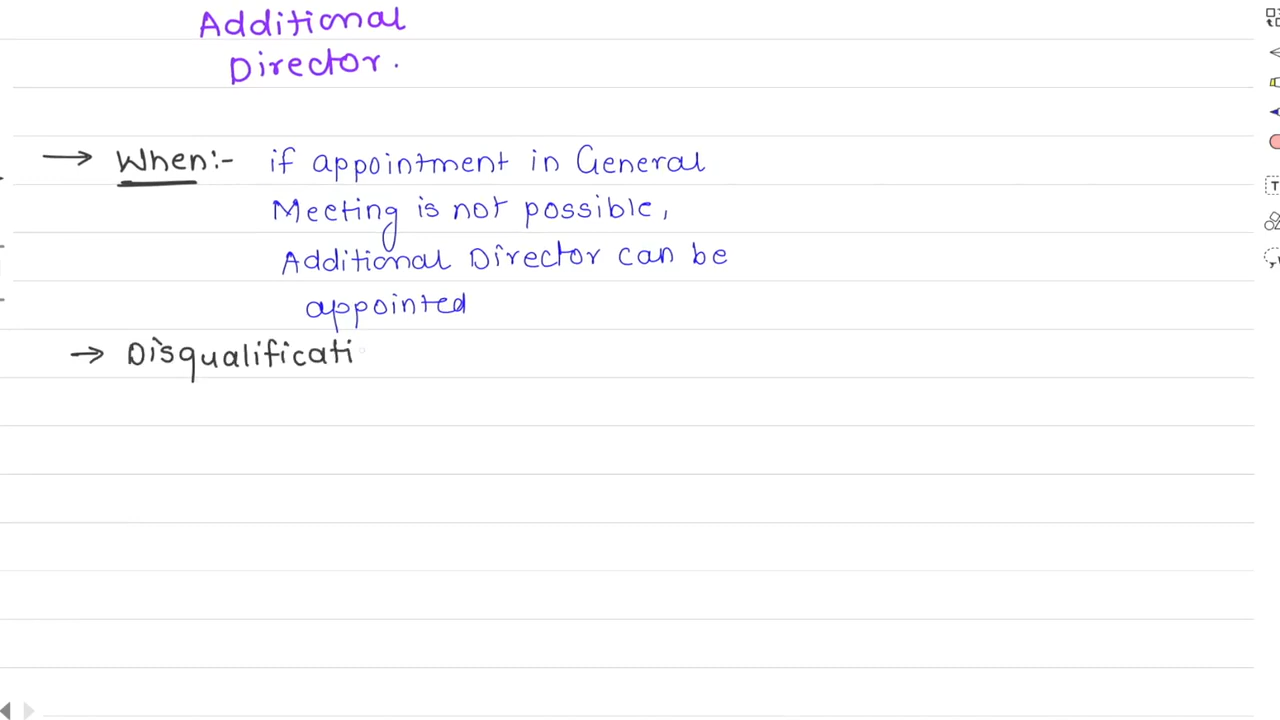 Additional
Director.
→ When:- if appointment in General
Meeting is not possible,
Additional Director can be
appointed
→ Disqualificati